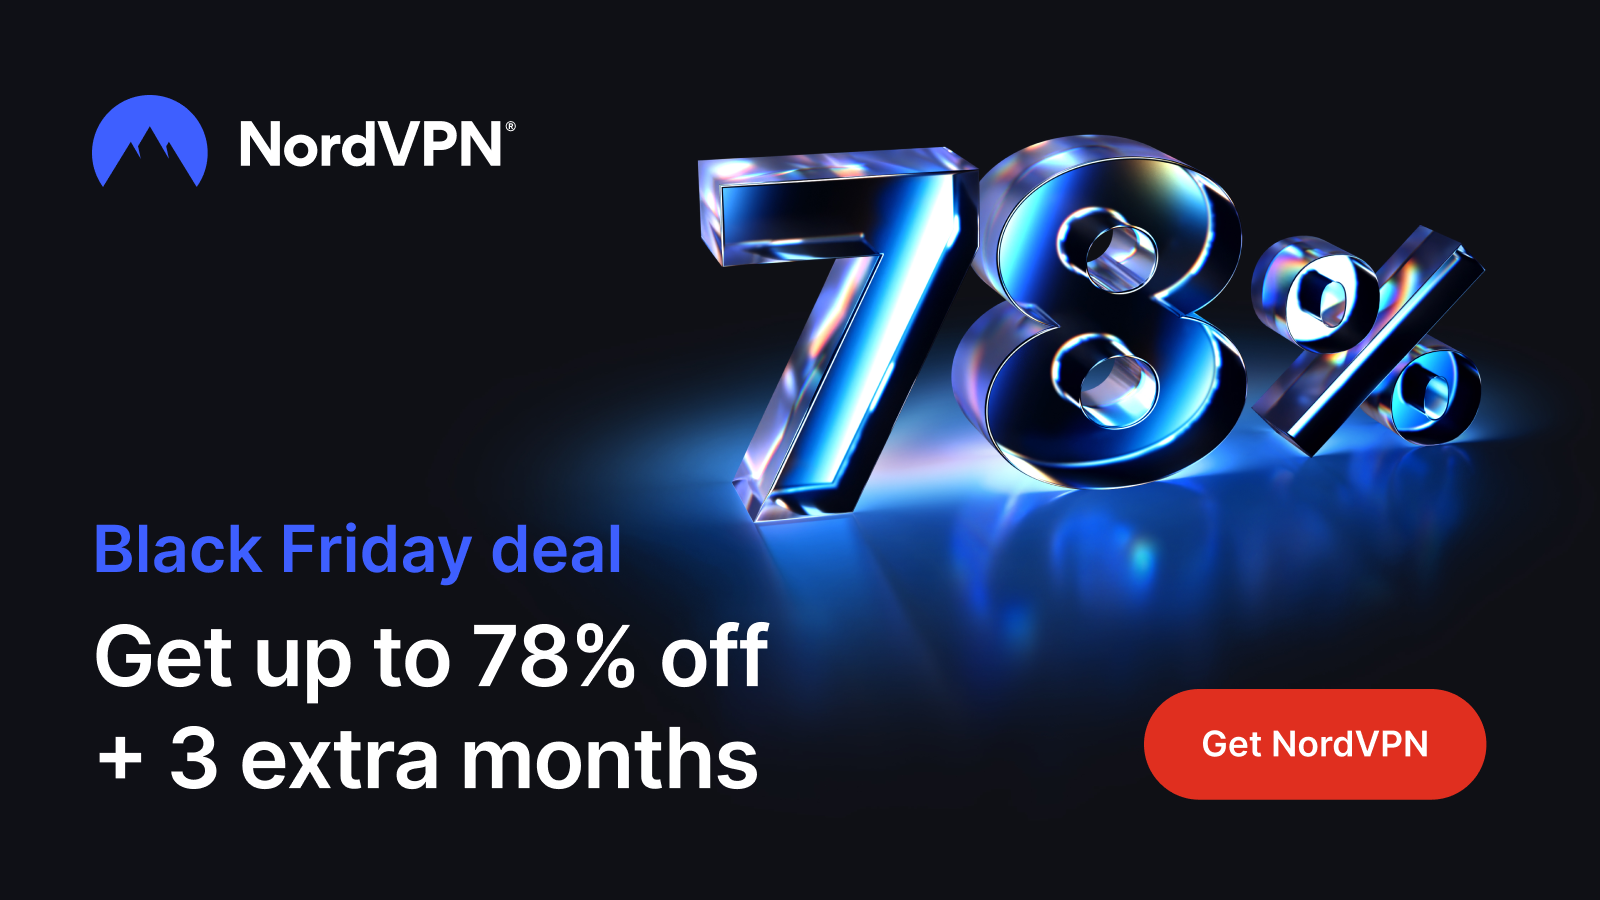 NordVPN®
78%
Black Friday deal
Get up to 78% off
+ 3 extra months
Get NordVPN